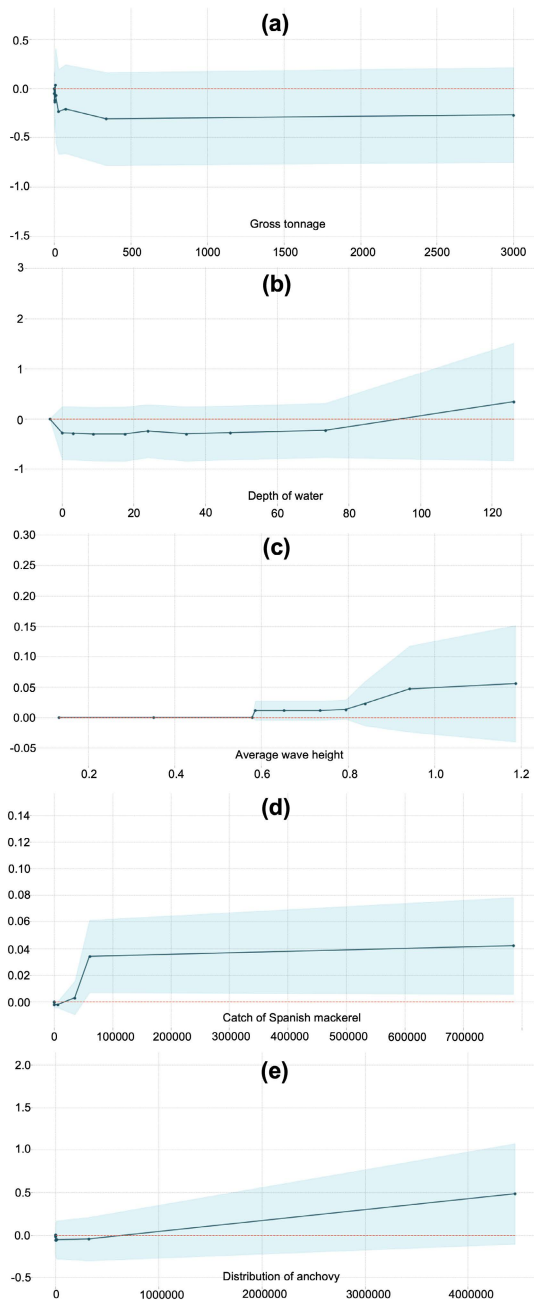 (a)
0.5
0.0
-0.5
-1.0
-1.5
Gross tonnage
0 500 1000 1500 2000 2500 3000
(b)
3
2
1
0
-1
Depth of water
0 20 40 60 80 100 120
(c)
0.30
0.25
0.20
0.15
0.10
0.05
0.00
-0.05
Average wave height
0.2 0.4 0.6 0.8 1.0 1.2
(d)
0.14
0.12
0.10
0.08
0.06
0.04
0.02
0.00
Catch of Spanish mackerel
0 100000 200000 300000 400000 500000 600000 700000
(e)
2.0
1.5
1.0
0.5
0.0
-0.5
Distribution of anchovy
0 1000000 2000000 3000000 4000000